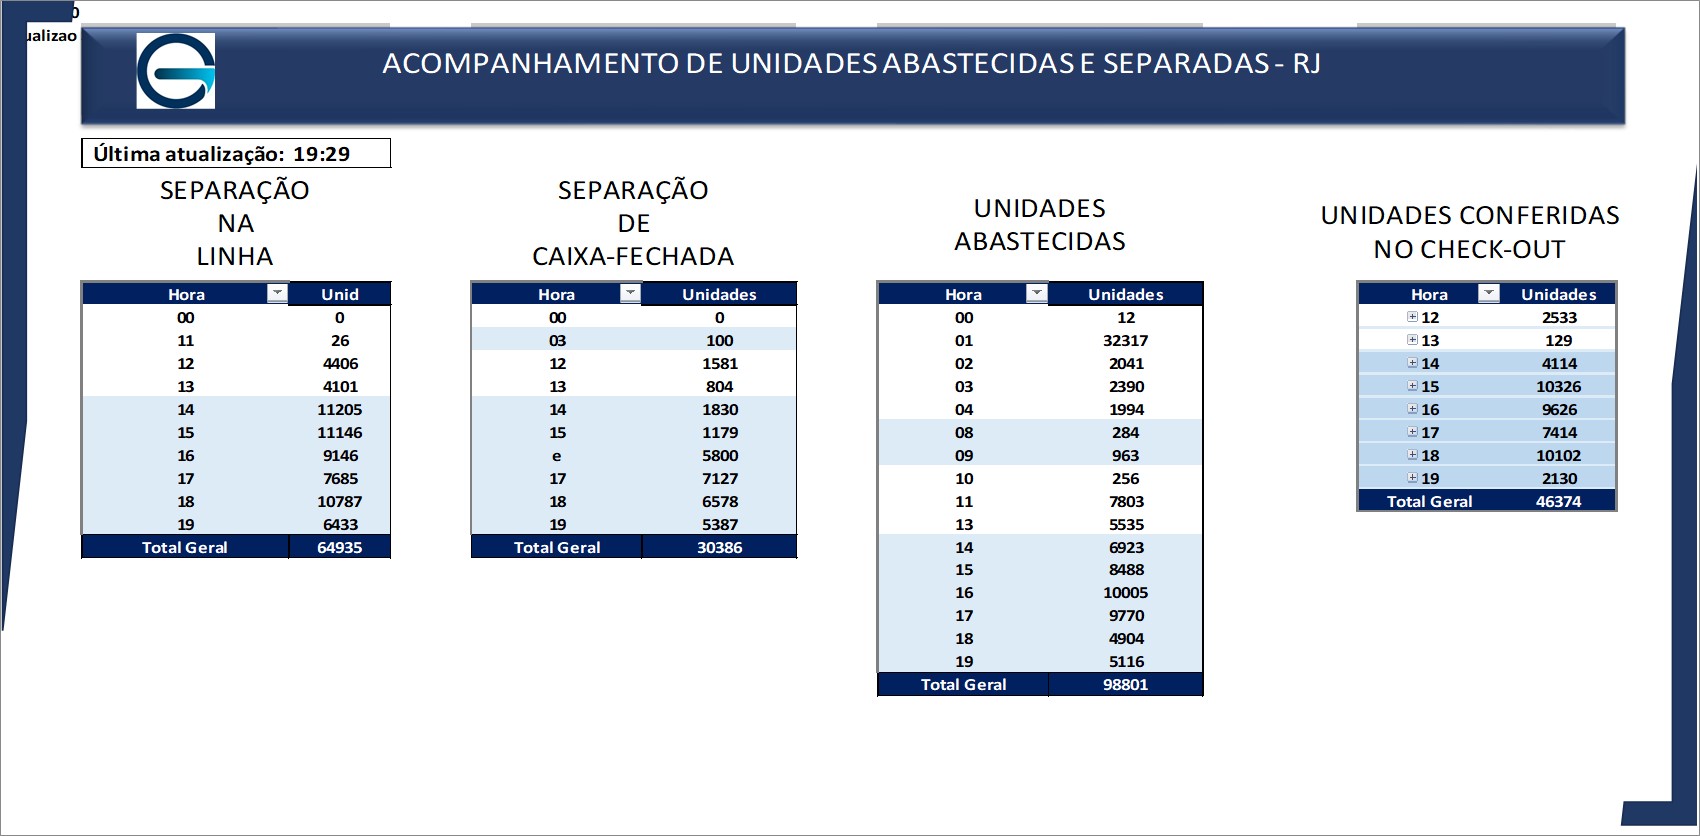 0
ualizao
ACOMPANHAMENTO DE UNIDADES ABASTECIDAS E SEPARADAS - RJ
Última atualização: 19:29
SEPARAÇÃO
NA
LINHA
Hora Unid
00 0
11 26
12 4406
13 4101
14 11205
15 11146
16 9146
17 7685
18 10787
19 6433
Total Geral 64935
SEPARAÇÃO
DE
CAIXA-FECHADA
Hora Unidades
00 0
03 100
12 1581
13 804
14 1830
15 1179
e 5800
17 7127
18 6578
19 5387
Total Geral 30386
UNIDADES
ABASTECIDAS
Hora Unidades
00 12
01 32317
02 2041
03 2390
04 1994
08 284
09 963
10 256
11 7803
13 5535
14 6923
15 8488
16 10005
17 9770
18 4904
19 5116
Total Geral 98801
UNIDADES CONFERIDAS
NO CHECK-OUT
Hora Unidades
12 2533
13 129
14 4114
15 10326
16 9626
17 7414
18 10102
19 2130
Total Geral 46374